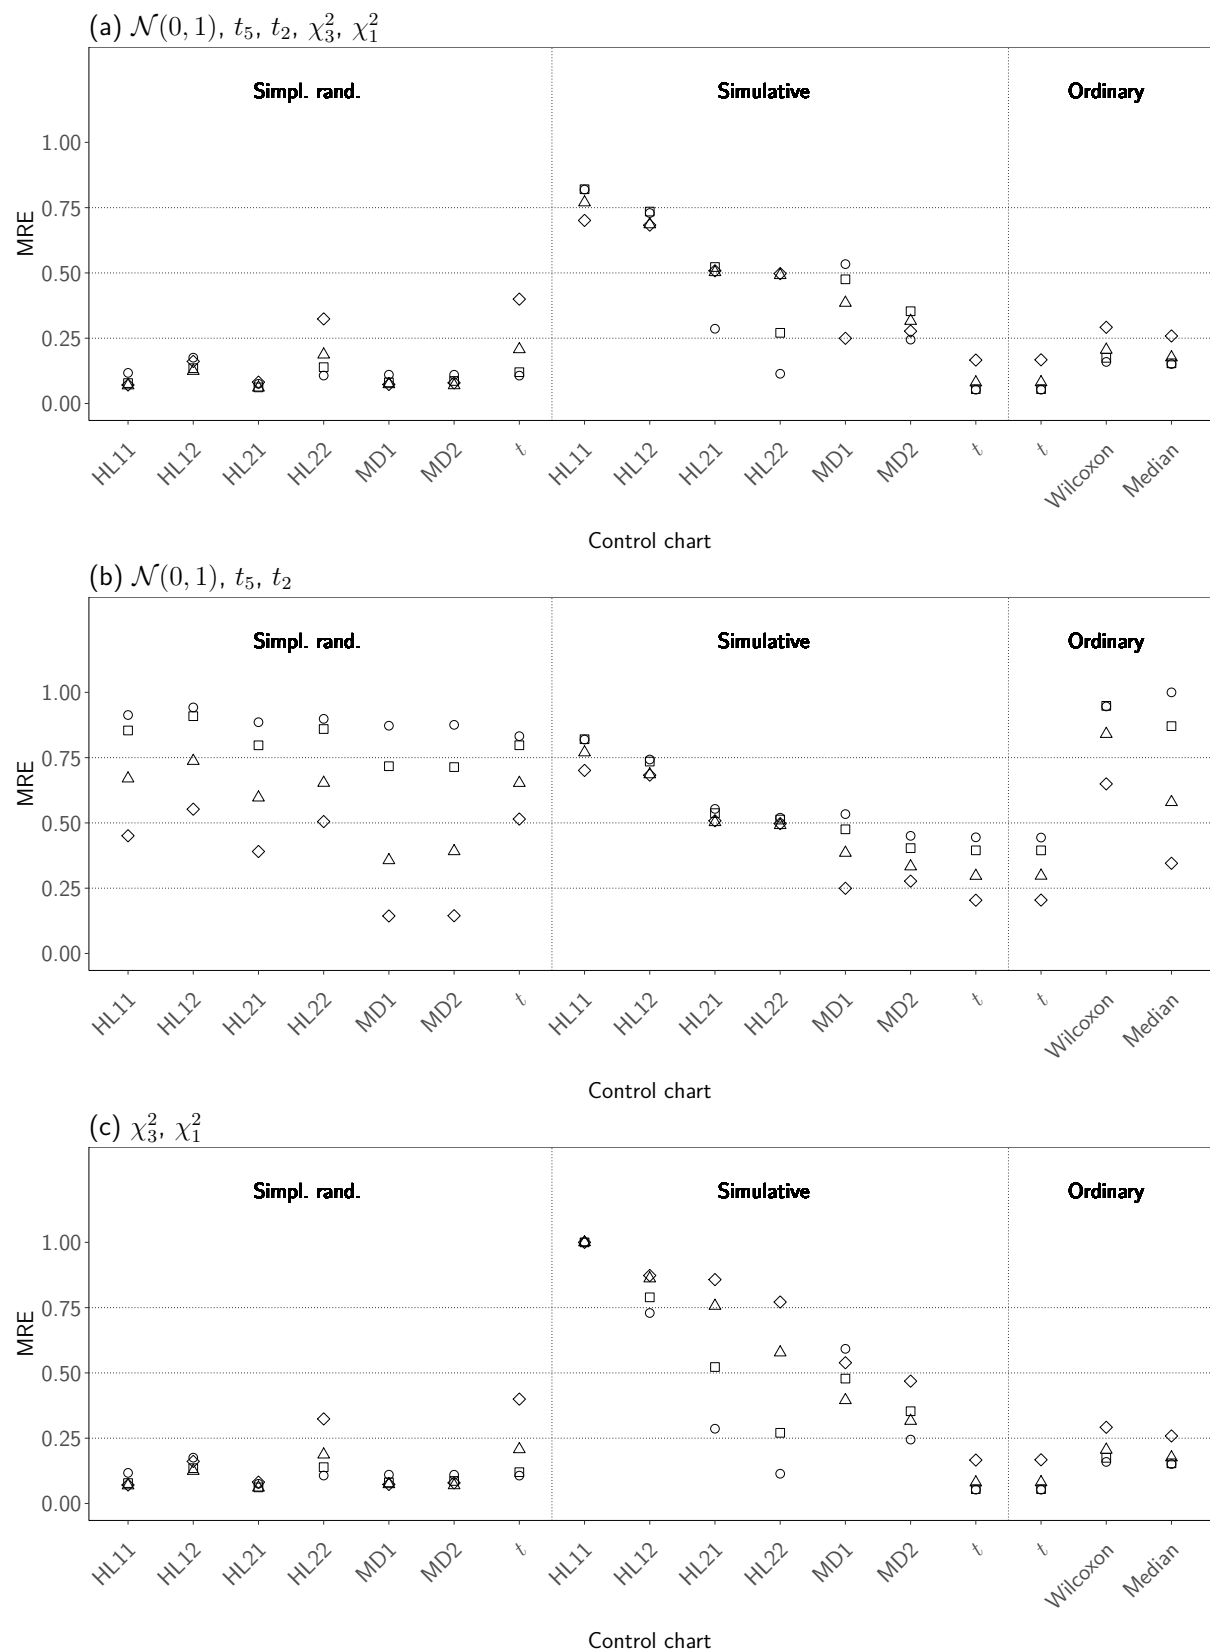 (a) 𝒩(0, 1), t₅, t₂, χ²₃, χ²₁
Simpl. rand. Simulative Ordinary
1.00
0.75
0.50
0.25
0.00
MRE
HL11 HL12 HL21 HL22 MD1 MD2 t HL11 HL12 HL21 HL22 MD1 MD2 t t Wilcoxon Median
Control chart
(b) 𝒩(0, 1), t₅, t₂
Simpl. rand. Simulative Ordinary
1.00
0.75
0.50
0.25
0.00
MRE
HL11 HL12 HL21 HL22 MD1 MD2 t HL11 HL12 HL21 HL22 MD1 MD2 t t Wilcoxon Median
Control chart
(c) χ²₃, χ²₁
Simpl. rand. Simulative Ordinary
1.00
0.75
0.50
0.25
0.00
MRE
HL11 HL12 HL21 HL22 MD1 MD2 t HL11 HL12 HL21 HL22 MD1 MD2 t t Wilcoxon Median
Control chart